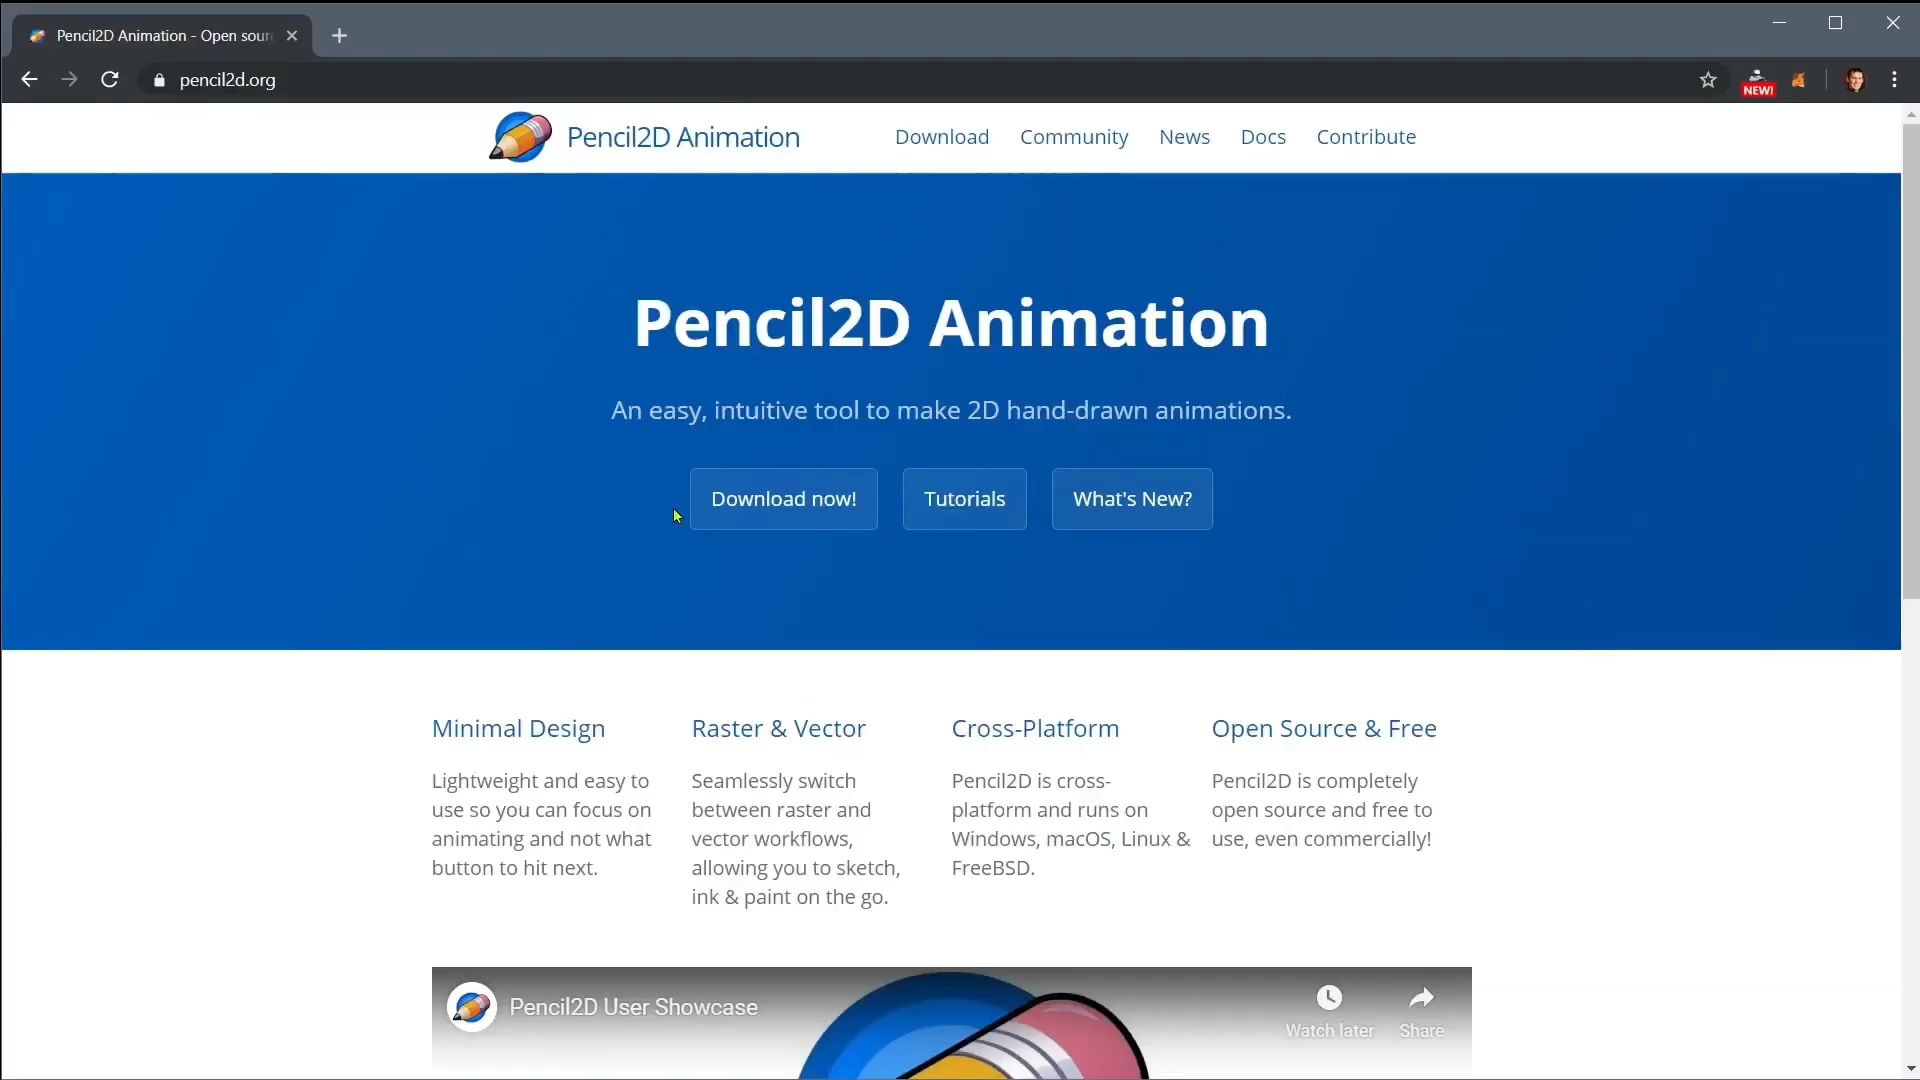 Pencil2D Animation - Open sour
pencil2d.org
NEW!
Pencil2D Animation
Download
Community
News
Docs
Contribute
Pencil2D Animation
An easy, intuitive tool to make 2D hand-drawn animations.
Download now!
Tutorials
What's New?
Minimal Design
Lightweight and easy to
use so you can focus on
animating and not what
button to hit next.
Raster & Vector
Seamlessly switch
between raster and
vector workflows,
allowing you to sketch,
ink & paint on the go.
Cross-Platform
Pencil2D is cross-
platform and runs on
Windows, macOS, Linux &
FreeBSD.
Open Source & Free
Pencil2D is completely
open source and free to
use, even commercially!
Pencil2D User Showcase
Watch later
Share